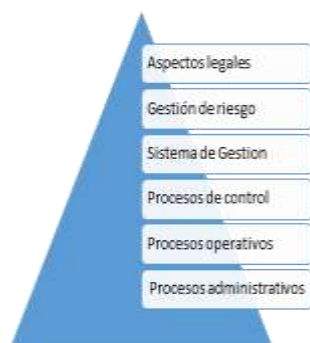 Aspectos legales
Gestión de riesgo
Sistema de Gestion
Procesos de control
Procesos operativos
Procesos administrativos